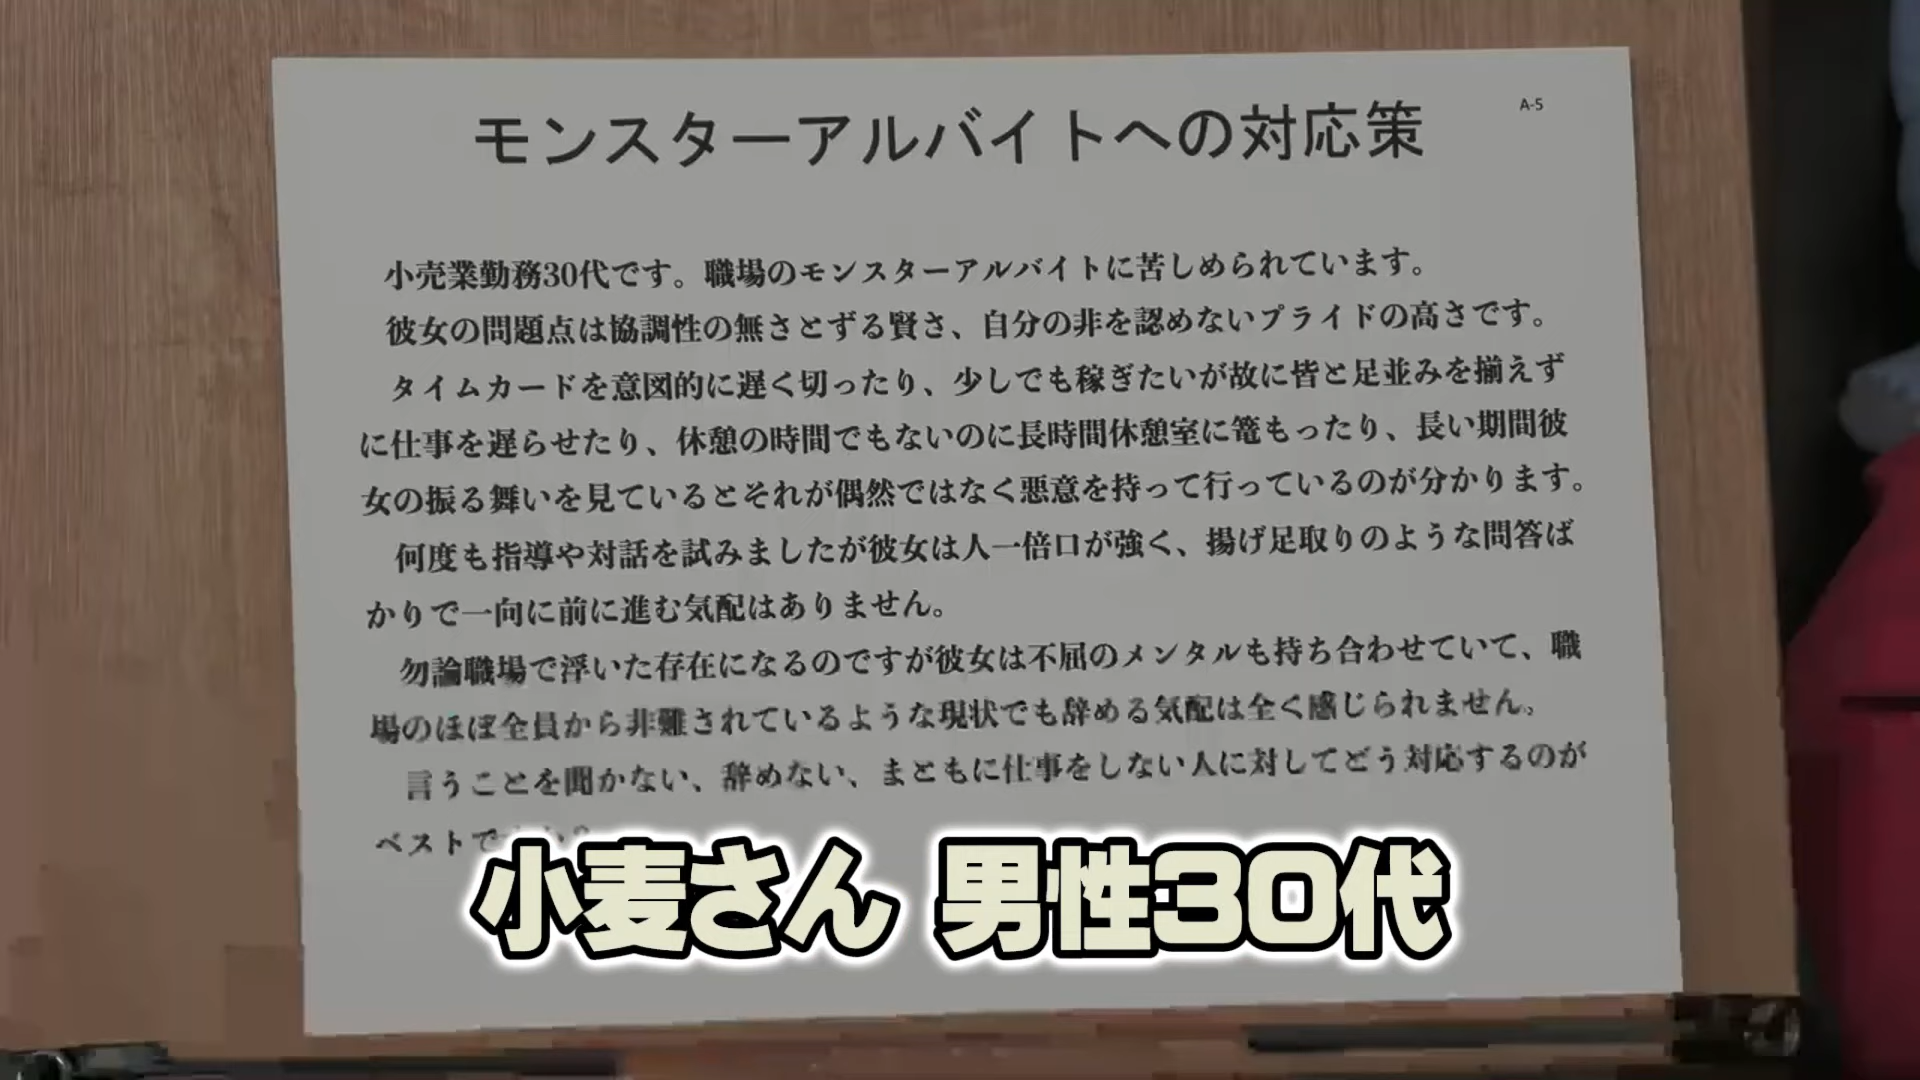 モンスターアルバイトへの対応策
A-5
小売業勤務30代です。職場のモンスターアルバイトに苦しめられています。
彼女の問題点は協調性の無さとずる賢さ、自分の非を認めないプライドの高さです。
タイムカードを意図的に遅く切ったり、少しでも稼ぎたいが故に皆と足並みを揃えず
に仕事を遅らせたり、休憩の時間でもないのに長時間休憩室に篭もったり、長い期間彼
女の振る舞いを見ているとそれが偶然ではなく悪意を持って行っているのが分かります。
何度も指導や対話を試みましたが彼女は人一倍口が強く、揚げ足取りのような問答ば
かりで一向に前に進む気配はありません。
勿論職場で浮いた存在になるのですが彼女は不屈のメンタルも持ち合わせていて、職
場のほぼ全員から非難されているような現状でも辞める気配は全く感じられません。
言うことを聞かない、辞めない、まともに仕事をしない人に対してどう対応するのが
ベストで
小麦さん 男性30代